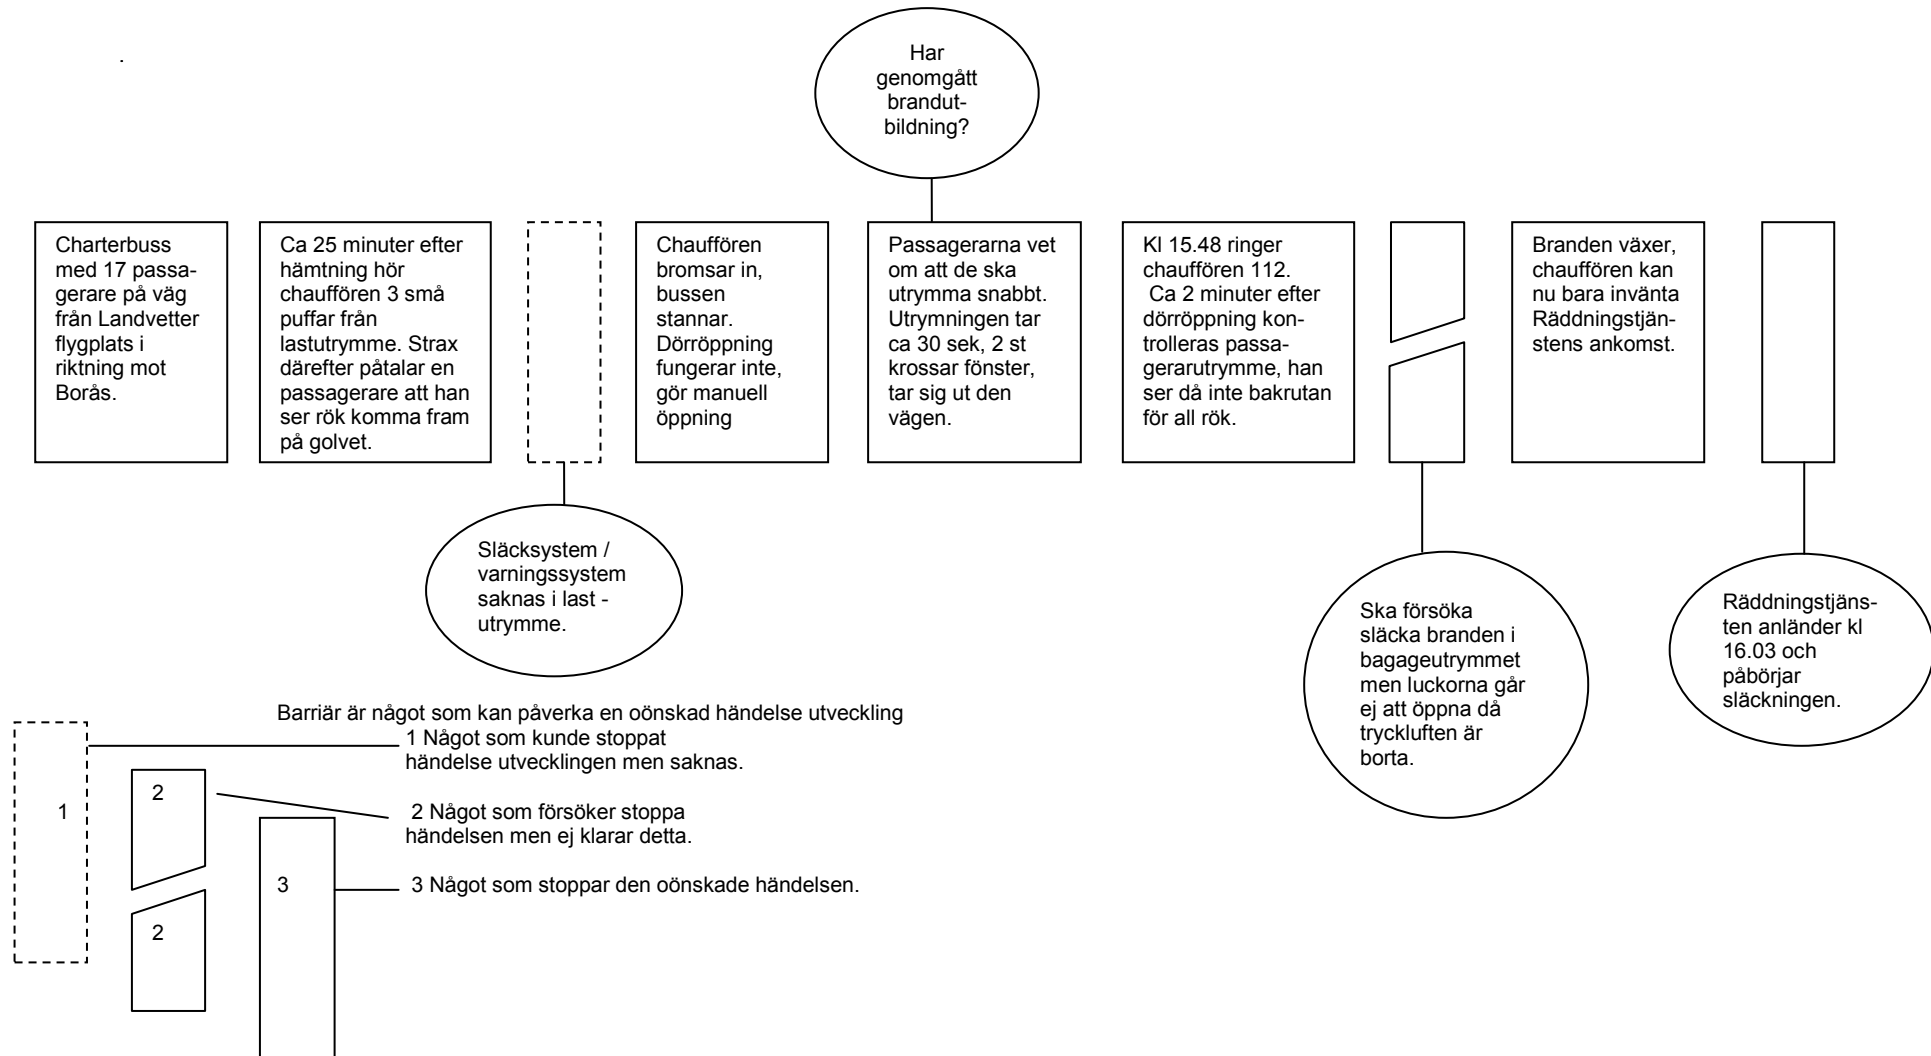 Har
genomgått
brandut-
bildning?
Charterbuss
med 17 passa-
gerare på väg
från Landvetter
flygplats i
riktning mot
Borås.
Ca 25 minuter efter
hämtning hör
chauffören 3 små
puffar från
lastutrymme. Strax
därefter påtalar en
passagerare att han
ser rök komma fram
på golvet.
Chauffören
bromsar in,
bussen
stannar.
Dörröppning
fungerar inte,
gör manuell
öppning
Passagerarna vet
om att de ska
utrymma snabbt.
Utrymningen tar
ca 30 sek, 2 st
krossar fönster,
tar sig ut den
vägen.
Kl 15.48 ringer
chauffören 112.
Ca 2 minuter efter
dörröppning kon-
trolleras passa-
gerarutrymme, han
ser då inte bakrutan
för all rök.
Branden växer,
chauffören kan
nu bara invänta
Räddningstjän-
stens ankomst.
Släcksystem /
varningssystem
saknas i last -
utrymme.
Ska försöka
släcka branden i
bagageutrymmet
men luckorna går
ej att öppna då
tryckluften är
borta.
Räddningstjäns-
ten anländer kl
16.03 och
påbörjar
släckningen.
Barriär är något som kan påverka en oönskad händelse utveckling
1 Något som kunde stoppat
händelse utvecklingen men saknas.
2 Något som försöker stoppa
händelsen men ej klarar detta.
3 Något som stoppar den oönskade händelsen.
1
2
2
3